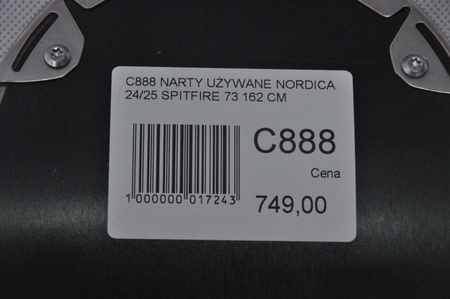 C888 NARTY UŻYWANE NORDICA
24/25 SPITFIRE 73 162 CM
C888
Cena
1 000000 017243
749,00